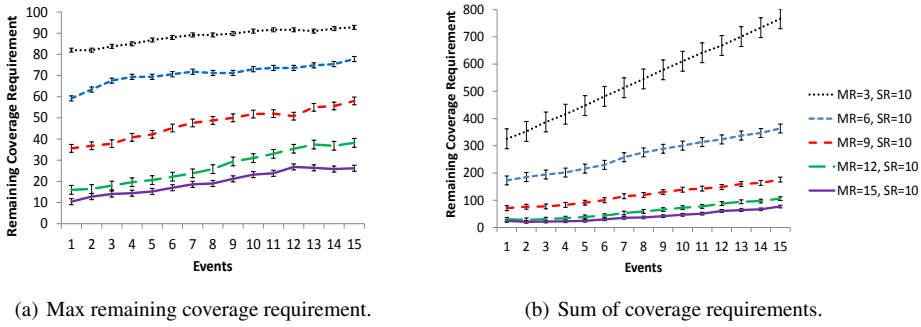 Remaining Coverage Requirement
100
90
80
70
60
50
40
30
20
10
0
1 2 3 4 5 6 7 8 9 10 11 12 13 14 15
Events
(a) Max remaining coverage requirement.
Remaining Coverage Requirement
800
700
600
500
400
300
200
100
0
1 2 3 4 5 6 7 8 9 10 11 12 13 14 15
Events
MR=3, SR=10
MR=6, SR=10
MR=9, SR=10
MR=12, SR=10
MR=15, SR=10
(b) Sum of coverage requirements.